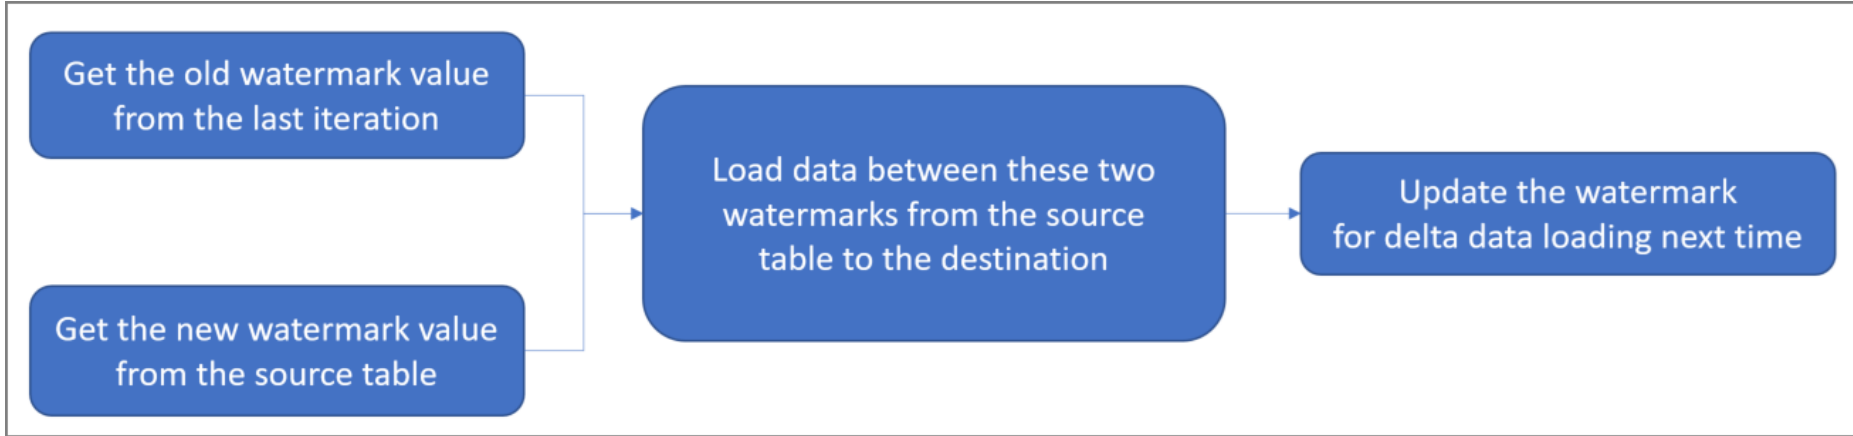 Get the old watermark value
from the last iteration
Get the new watermark value
from the source table
Load data between these two
watermarks from the source
table to the destination
Update the watermark
for delta data loading next time